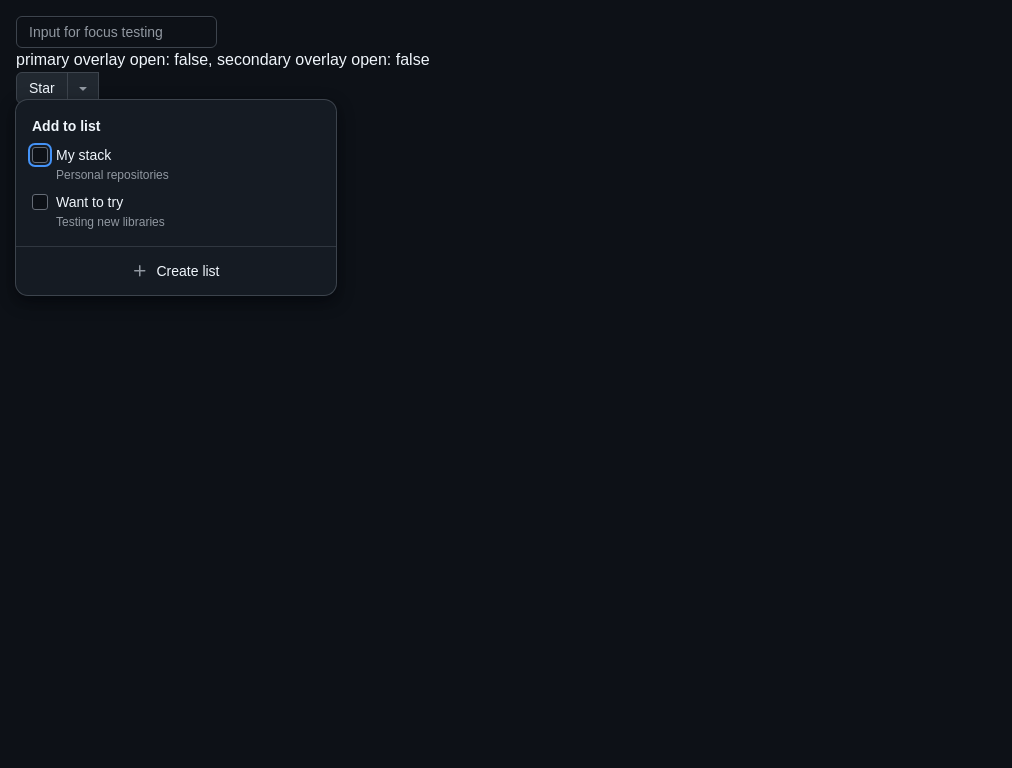 Input for focus testing
primary overlay open: false, secondary overlay open: false
Star
Add to list
My stack
Personal repositories
Want to try
Testing new libraries
Create list